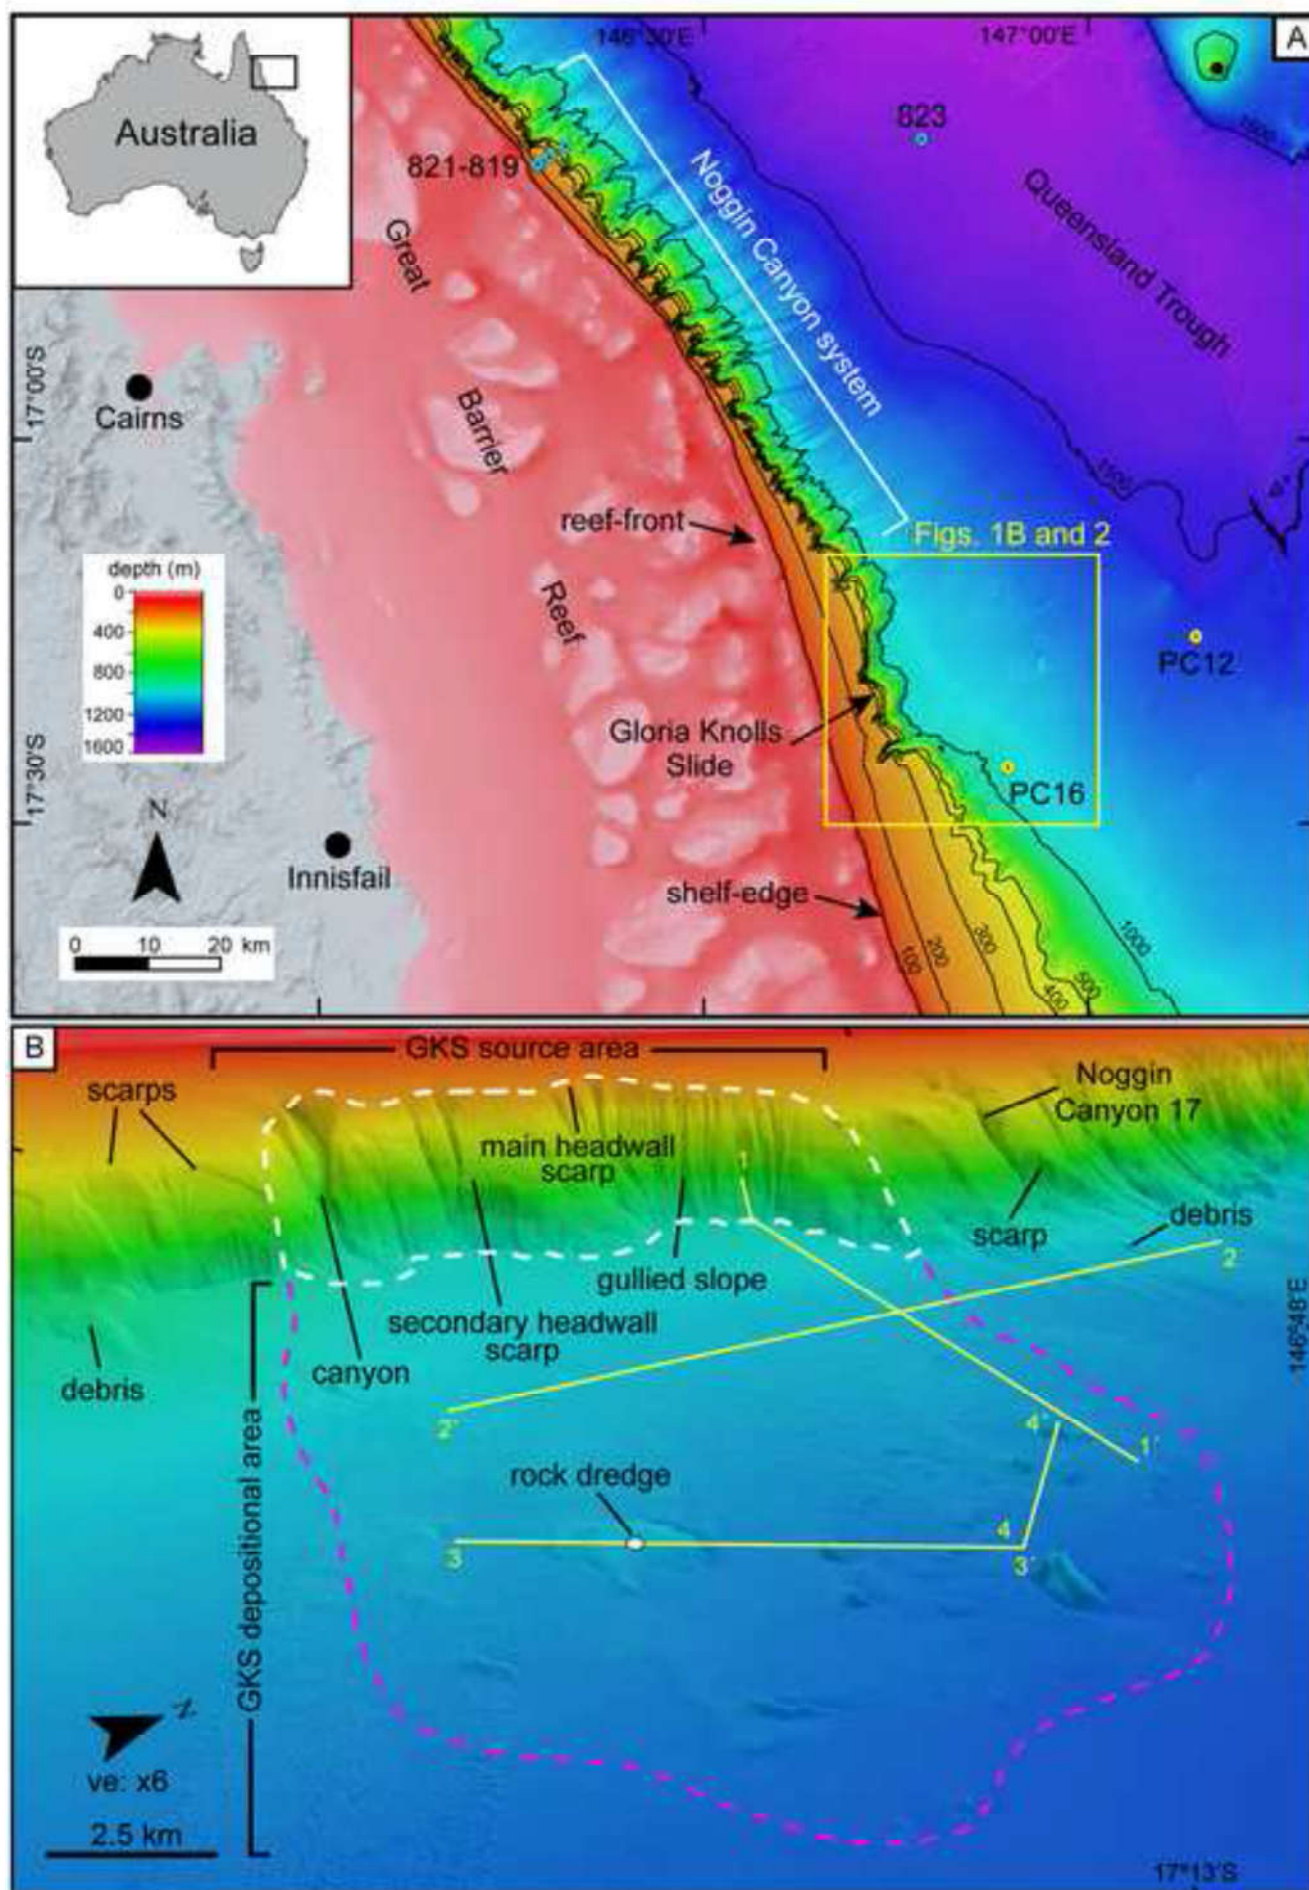 A
146°30'E
147°00'E
Australia
823
1500
821-819
Noggin Canyon system
Queensland Trough
Great
Barrier
Reef
17°00'S
Cairns
reef-front
1500
Figs. 1B and 2
depth (m)
0
400
800
1200
1600
PC12
Gloria Knolls
Slide
17°30'S
PC16
N
Innisfail
shelf-edge
0 10 20 km
100
200
300
400
500
1000
B
GKS source area
scarps
Noggin
Canyon 17
main headwall
scarp
1
scarp
debris
gullied slope
2
secondary headwall
scarp
canyon
debris
146°48'E
2'
4'
1'
GKS depositional area
rock dredge
3
4
3'
N
ve: x6
2.5 km
17°13'S